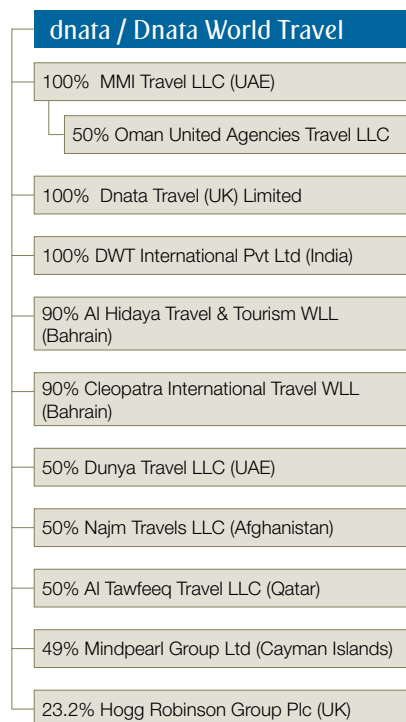 dnata / Dnata World Travel
100% MMI Travel LLC (UAE)
50% Oman United Agencies Travel LLC
100% Dnata Travel (UK) Limited
100% DWT International Pvt Ltd (India)
90% Al Hidaya Travel & Tourism WLL
(Bahrain)
90% Cleopatra International Travel WLL
(Bahrain)
50% Dunya Travel LLC (UAE)
50% Najm Travels LLC (Afghanistan)
50% Al Tawfeeq Travel LLC (Qatar)
49% Mindpearl Group Ltd (Cayman Islands)
23.2% Hogg Robinson Group Plc (UK)